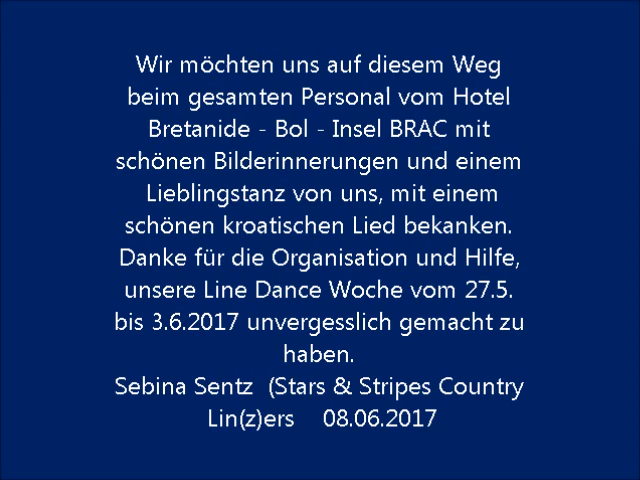 Wir möchten uns auf diesem Weg
beim gesamten Personal vom Hotel
Bretanide - Bol - Insel BRAC mit
schönen Bilderinnerungen und einem
Lieblingstanz von uns, mit einem
schönen kroatischen Lied bekanken.
Danke für die Organisation und Hilfe,
unsere Line Dance Woche vom 27.5.
bis 3.6.2017 unvergesslich gemacht zu
haben.
Sebina Sentz  (Stars & Stripes Country
Lin(z)ers    08.06.2017